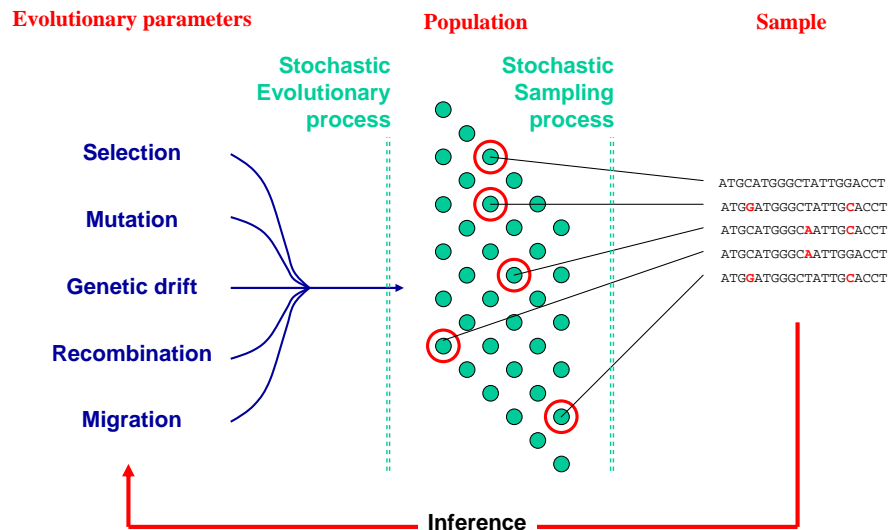 Evolutionary parameters
Population
Sample
Stochastic
Evolutionary
process
Stochastic
Sampling
process
Selection
Mutation
Genetic drift
Recombination
Migration
ATGCATGGGCTATTGGACCT
ATGGATGGGCTATTGCACCT
ATGCATGGGCAATTGCACCT
ATGCATGGGCAATTGGACCT
ATGGATGGGCTATTGCACCT
Inference